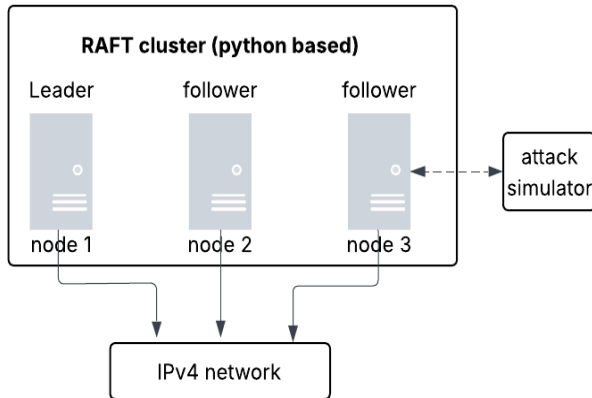 RAFT cluster (python based)
Leader
follower
follower
node 1
node 2
node 3
attack
simulator
IPv4 network